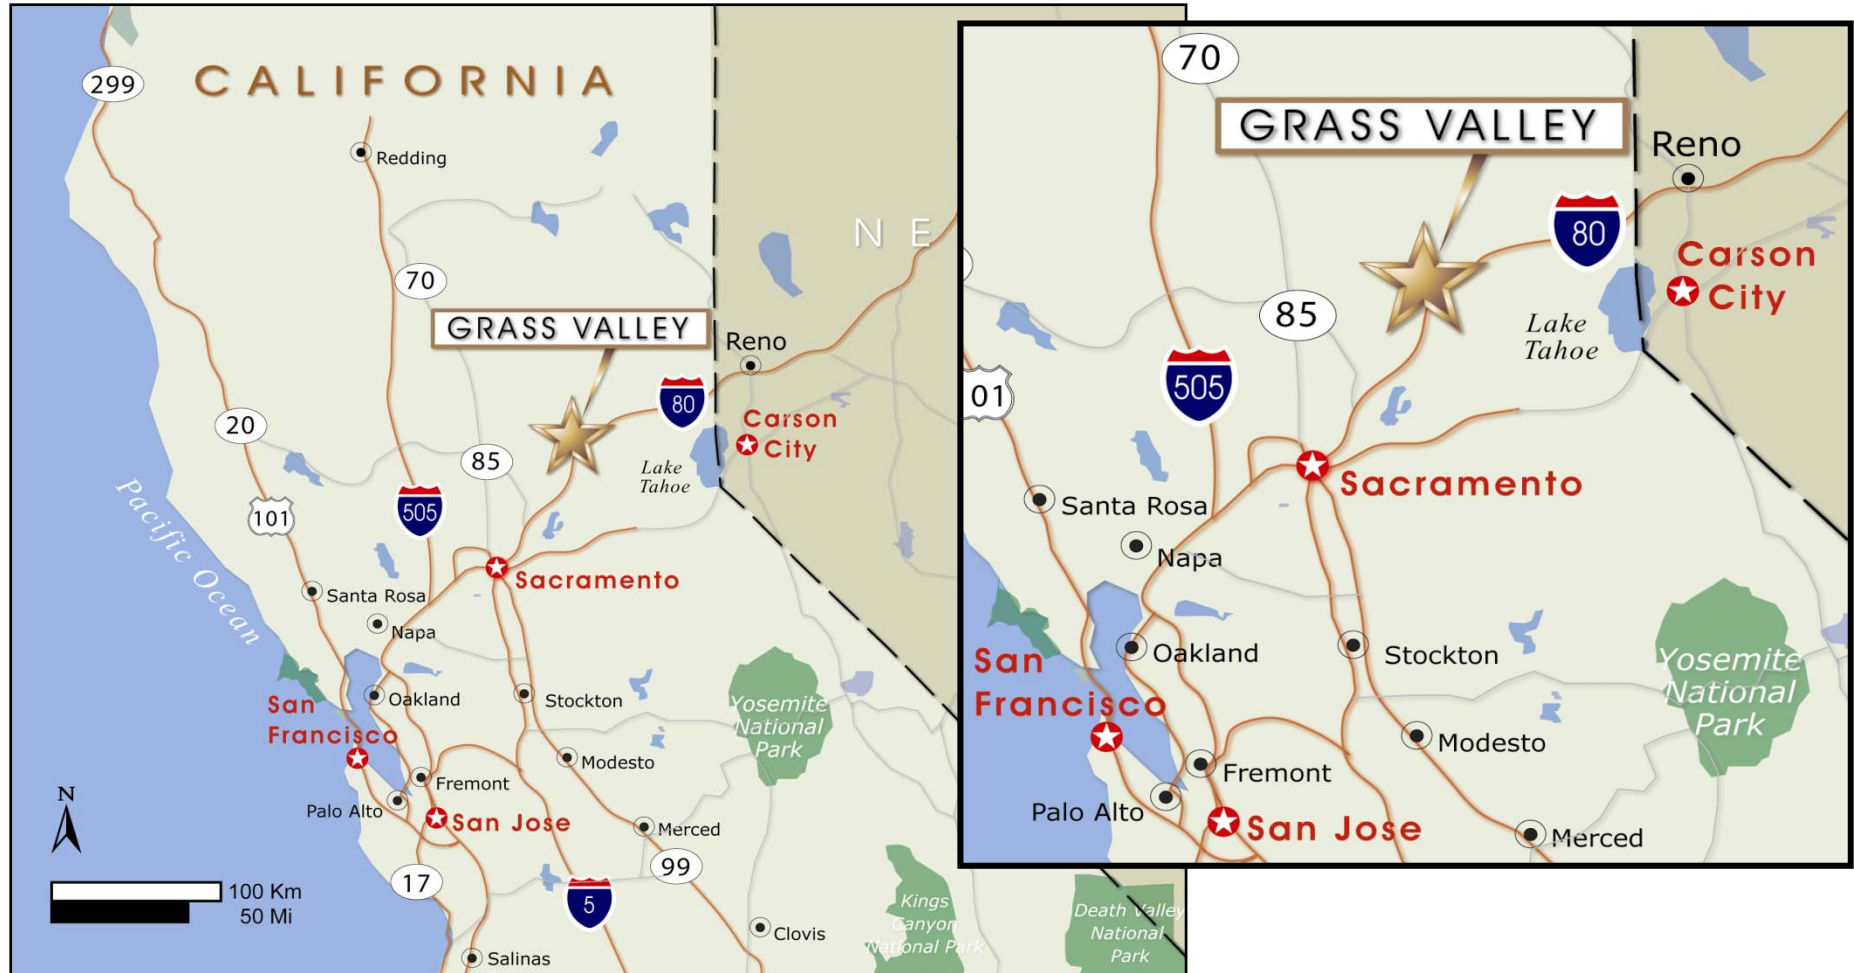 299
CALIFORNIA
Redding
70
N E
GRASS VALLEY
Reno
80
Carson
City
20
85
Lake
Tahoe
505
101
Pacific Ocean
Sacramento
Santa Rosa
Napa
Oakland
Stockton
San
Francisco
Yosemite
National
Park
Modesto
Fremont
Palo Alto
San Jose
Merced
N
100 Km
50 Mi
17
99
5
Kings
Canyon
National Park
Death Valley
National
Park
Clovis
Salinas
70
GRASS VALLEY
Reno
80
Carson
City
85
Lake
Tahoe
505
01
Sacramento
Santa Rosa
Napa
Oakland
Stockton
San
Francisco
Yosemite
National
Park
Modesto
Fremont
Palo Alto
San Jose
Merced